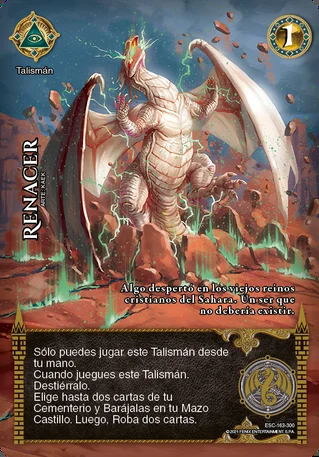 1
Talismán
RENACER
ARTE: KAEK
Algo despertó en los viejos reinos
cristianos del Sahara. Un ser que
no debería existir.
Sólo puedes jugar este Talismán desde
tu mano.
Cuando juegues este Talismán.
Destiérralo.
Elige hasta dos cartas de tu
Cementerio y Barájalas en tu Mazo
Castillo. Luego, Roba dos cartas.
ESC-163-306
©2021 FENIX ENTERTAINMENT S.P.A.